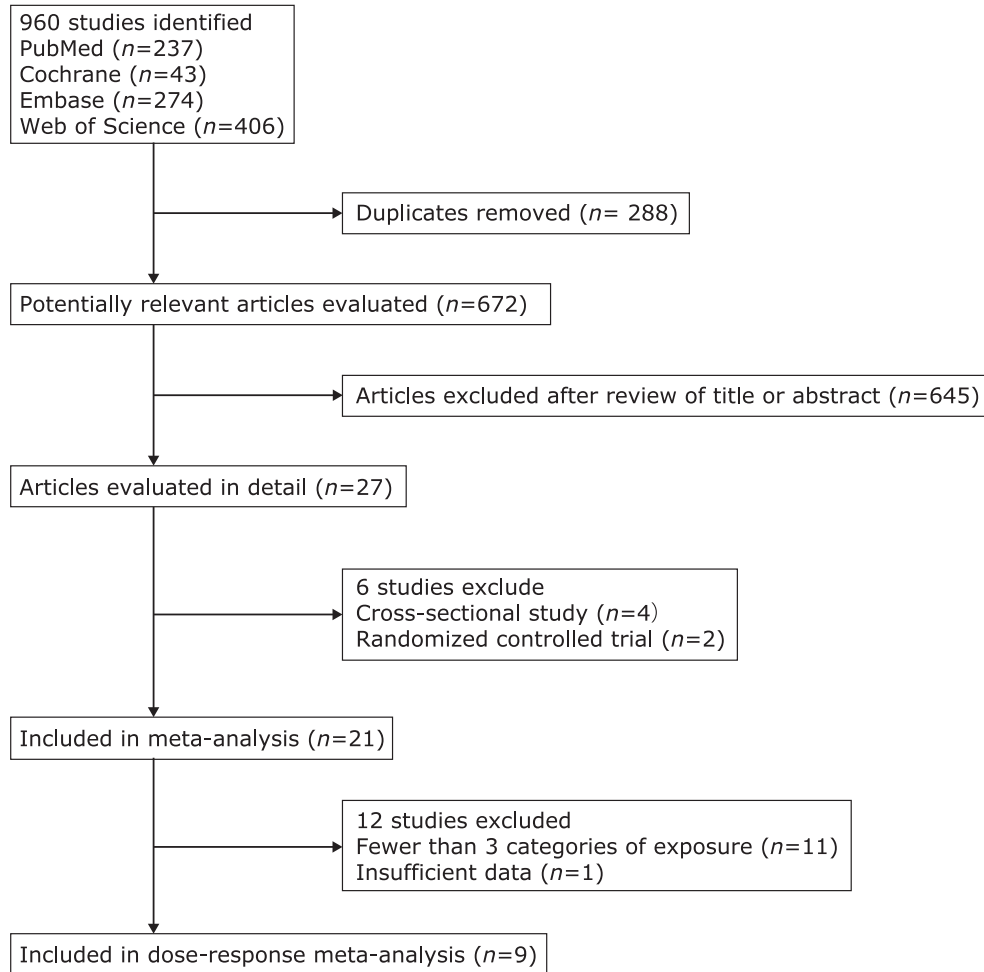 960 studies identified
PubMed (n=237)
Cochrane (n=43)
Embase (n=274)
Web of Science (n=406)
Duplicates removed (n= 288)
Potentially relevant articles evaluated (n=672)
Articles excluded after review of title or abstract (n=645)
Articles evaluated in detail (n=27)
6 studies exclude
Cross-sectional study (n=4)
Randomized controlled trial (n=2)
Included in meta-analysis (n=21)
12 studies excluded
Fewer than 3 categories of exposure (n=11)
Insufficient data (n=1)
Included in dose-response meta-analysis (n=9)